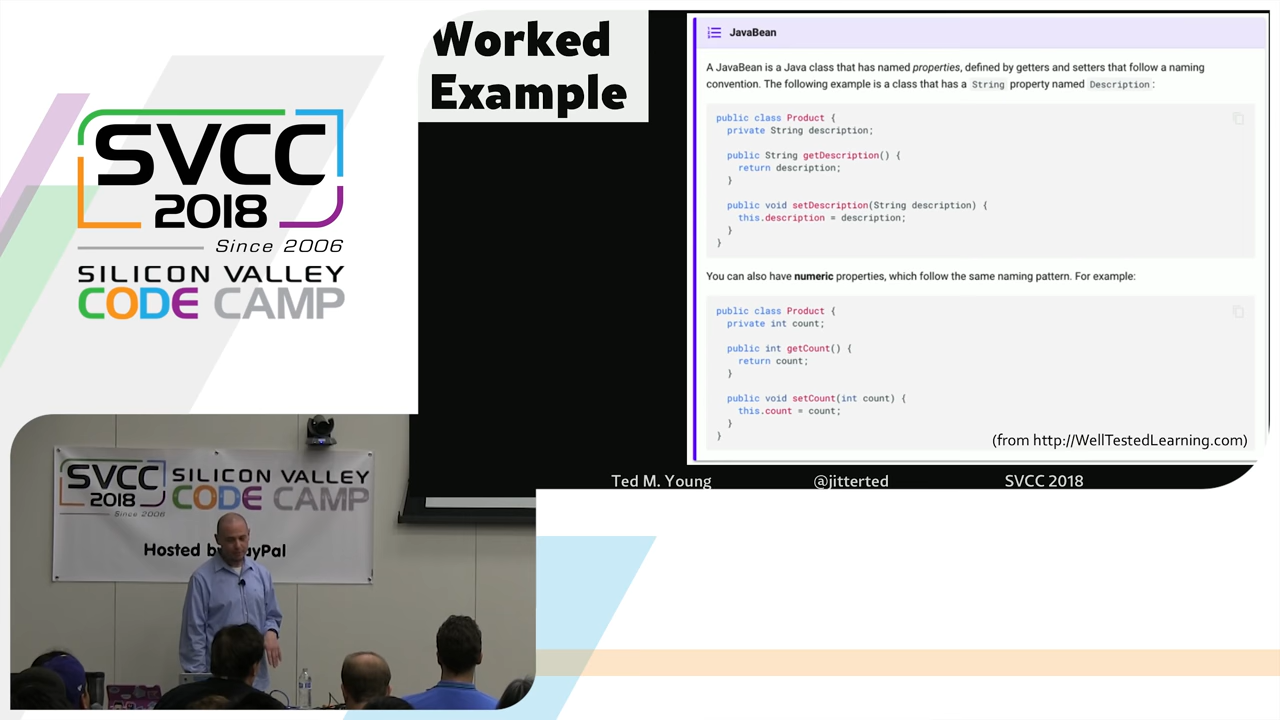 SVCC
2018
Since 2006
SILICON VALLEY
CODE CAMP
Worked
Example
JavaBean
A JavaBean is a Java class that has named properties, defined by getters and setters that follow a naming
convention. The following example is a class that has a String property named Description:
public class Product {
private String description;
public String getDescription() {
return description;
}
public void setDescription(String description) {
this.description = description;
}
}
You can also have numeric properties, which follow the same naming pattern. For example:
public class Product {
private int count;
public int getCount() {
return count;
}
public void setCount(int count) {
this.count = count;
}
}
(from http://WellTestedLearning.com)
Ted M. Young @jitterted SVCC 2018
SVCC
2018
Since 2006
SILICON VALLEY
CODE CAMP
Hosted